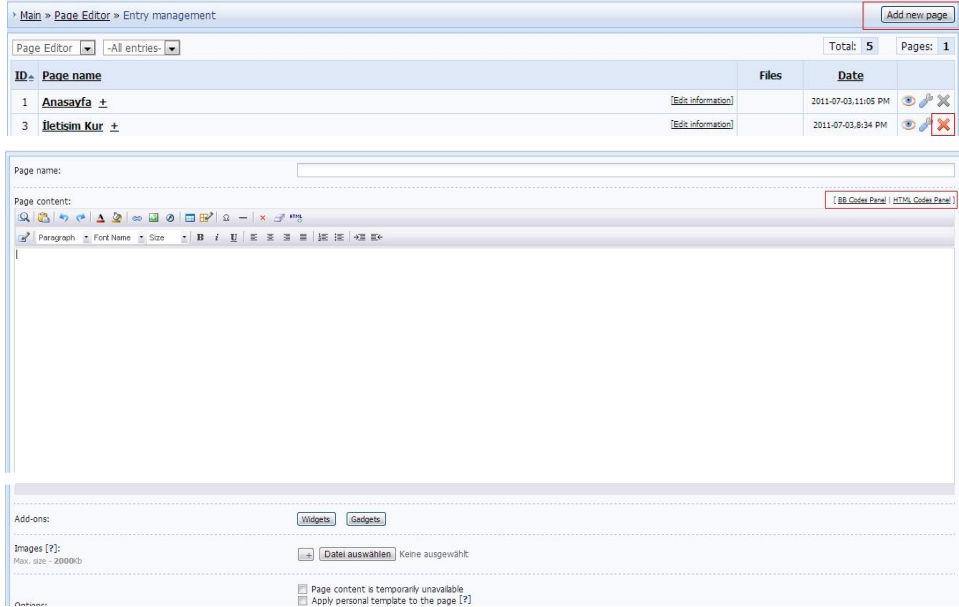 › Main » Page Editor » Entry management Add new page
Page Editor -All entries- Total: 5 Pages: 1
ID Page name Files Date
1 Anasayfa + [Edit information] 2011-07-03,11:05 PM
3 İletisim Kur + [Edit information] 2011-07-03,8:34 PM
Page name:
Page content: [ BB Codes Panel | HTML Codes Panel ]
A Ω HTML
Paragraph Font Name Size B i U
Add-ons: Widgets Gadgets
Images [?]: + Datei auswählen Keine ausgewählt
Max. size - 2000Kb
Page content is temporarily unavailable
Options: Apply personal template to the page [?]